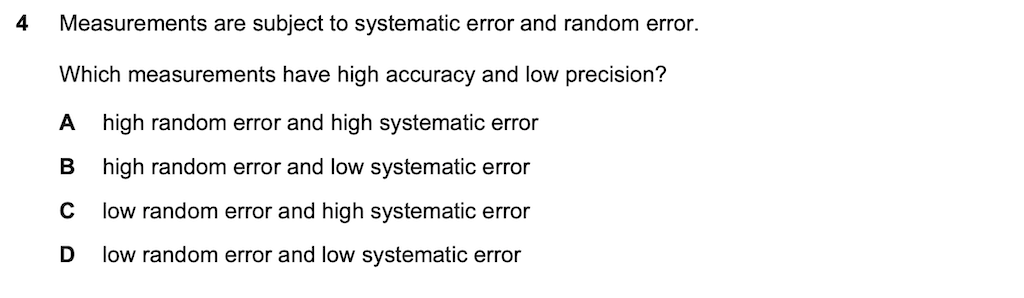 4 Measurements are subject to systematic error and random error.
Which measurements have high accuracy and low precision?
A high random error and high systematic error
B high random error and low systematic error
C low random error and high systematic error
D low random error and low systematic error